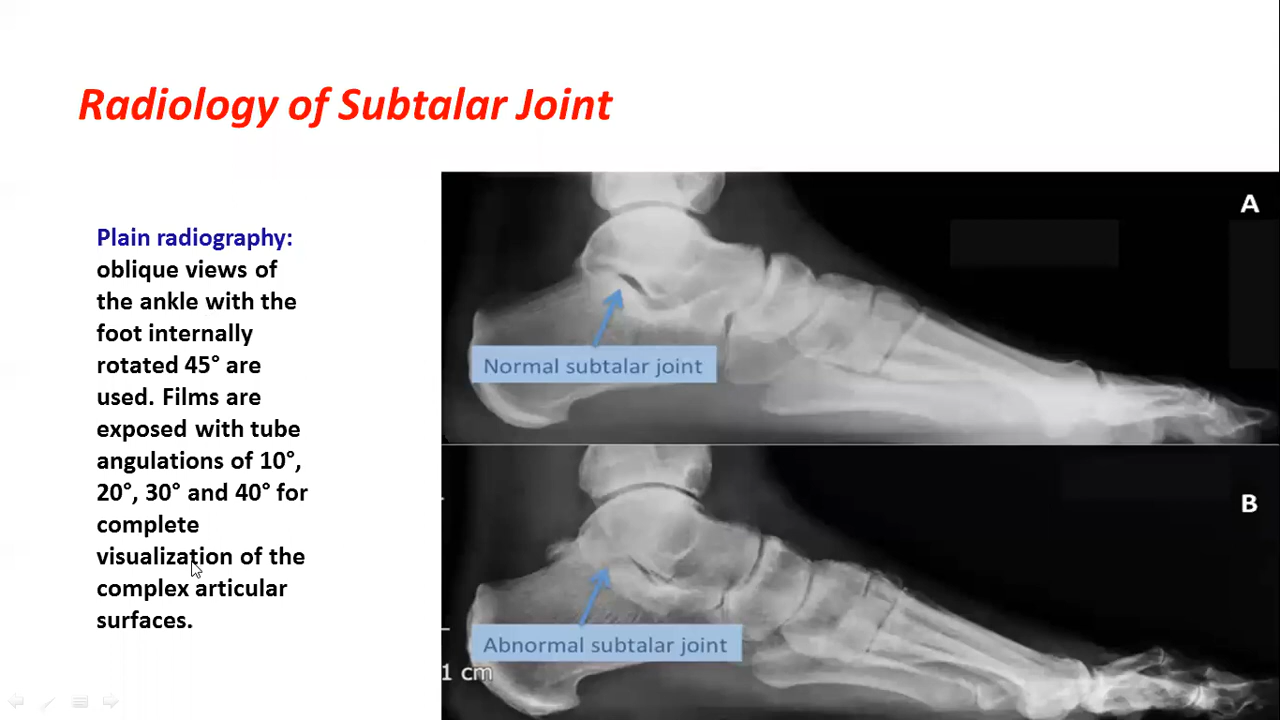 Radiology of Subtalar Joint
Plain radiography:
oblique views of
the ankle with the
foot internally
rotated 45° are
used. Films are
exposed with tube
angulations of 10°,
20°, 30° and 40° for
complete
visualization of the
complex articular
surfaces.
A
Normal subtalar joint
B
Abnormal subtalar joint
1 cm